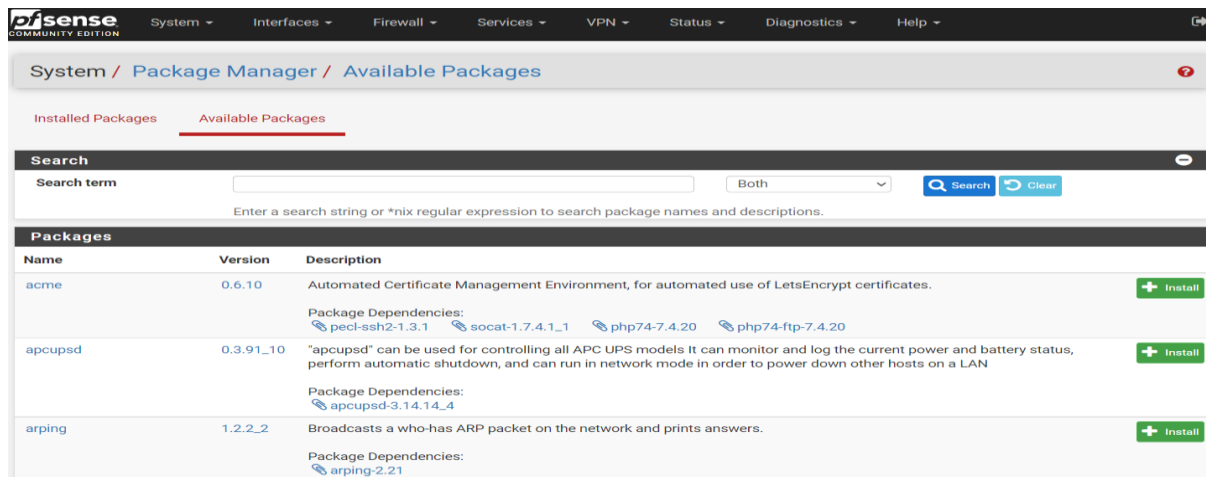 pfsense System Interfaces Firewall Services VPN Status Diagnostics Help
COMMUNITY EDITION
System / Package Manager / Available Packages
Installed Packages Available Packages
Search
Search term Both Search Clear
Enter a search string or *nix regular expression to search package names and descriptions.
Packages
Name Version Description
acme 0.6.10 Automated Certificate Management Environment, for automated use of LetsEncrypt certificates. Install
Package Dependencies:
pecl-ssh2-1.3.1 socat-1.7.4.1_1 php74-7.4.20 php74-ftp-7.4.20
apcupsd 0.3.91_10 "apcupsd" can be used for controlling all APC UPS models It can monitor and log the current power and battery status, Install
perform automatic shutdown, and can run in network mode in order to power down other hosts on a LAN
Package Dependencies:
apcupsd-3.14.14_4
arping 1.2.2_2 Broadcasts a who-has ARP packet on the network and prints answers. Install
Package Dependencies:
arping-2.21